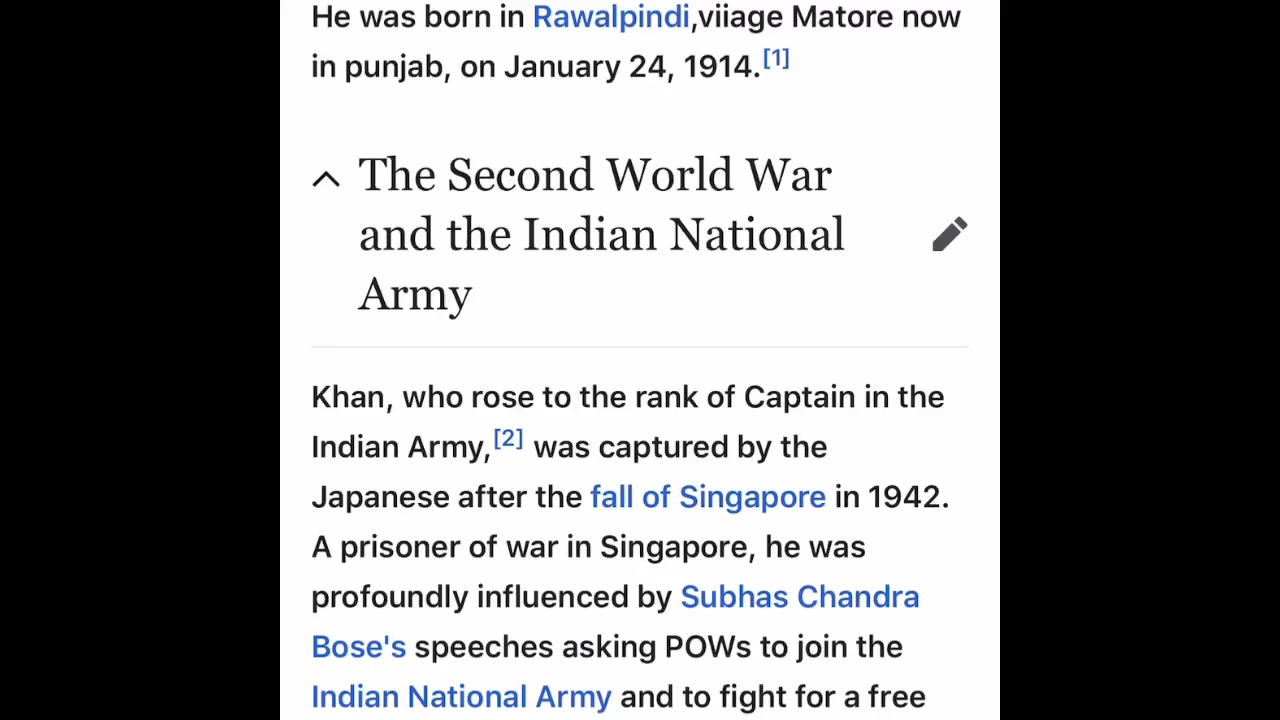 He was born in Rawalpindi,viiage Matore now
in punjab, on January 24, 1914.[1]
The Second World War
and the Indian National
Army
Khan, who rose to the rank of Captain in the
Indian Army,[2] was captured by the
Japanese after the fall of Singapore in 1942.
A prisoner of war in Singapore, he was
profoundly influenced by Subhas Chandra
Bose's speeches asking POWs to join the
Indian National Army and to fight for a free